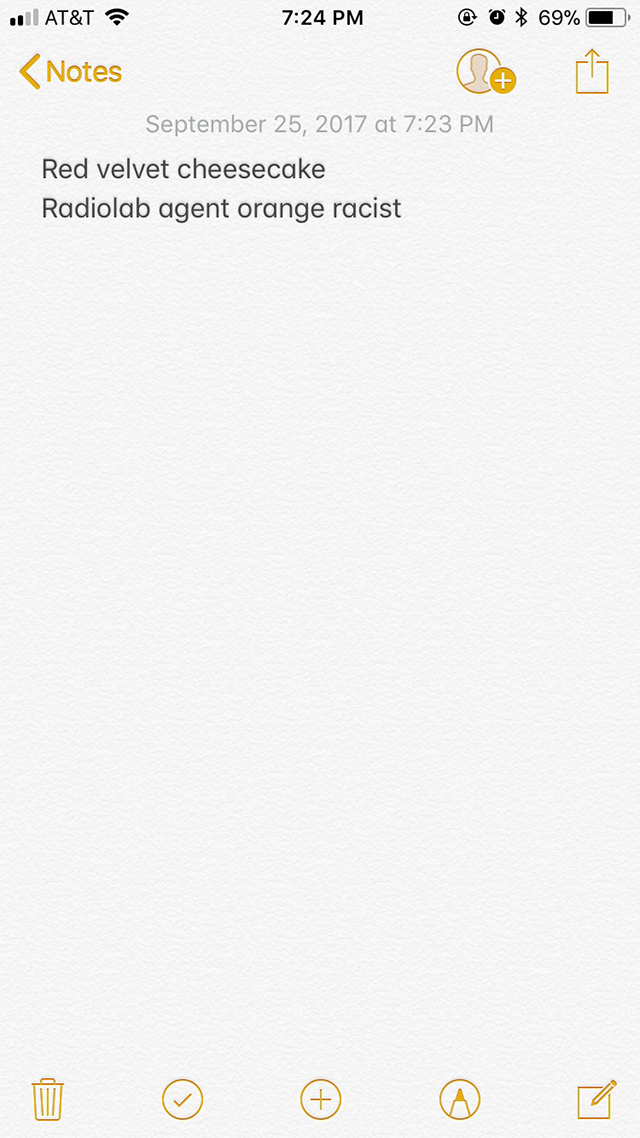 AT&T 7:24 PM 69%
Notes
September 25, 2017 at 7:23 PM
Red velvet cheesecake
Radiolab agent orange racist